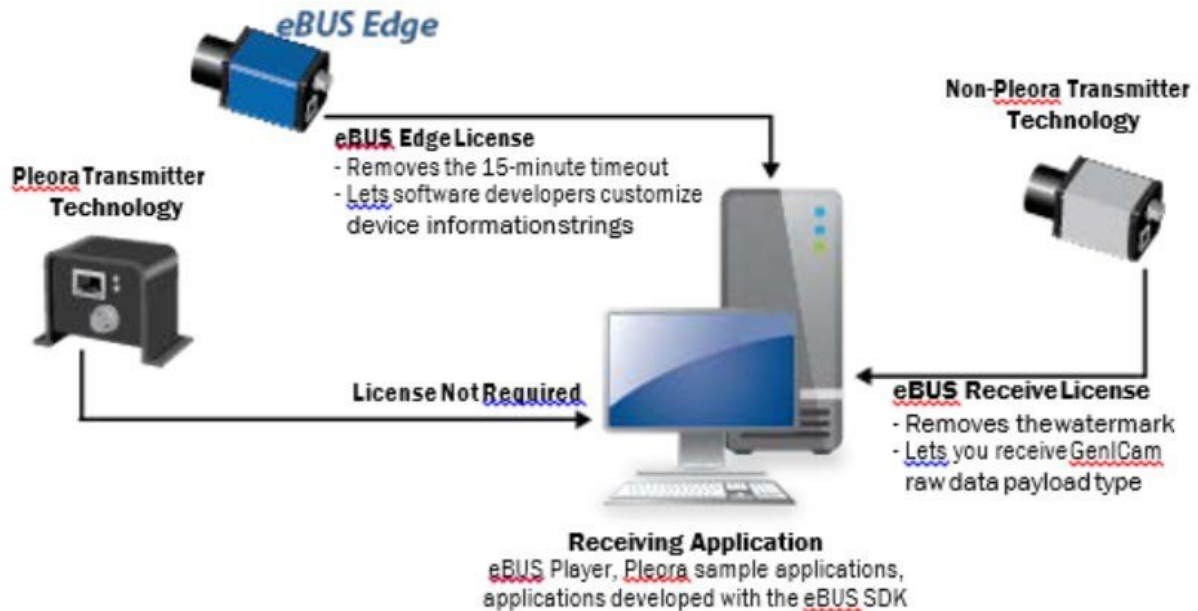 eBUS Edge
eBUS Edge License
- Removes the 15-minute timeout
- Lets software developers customize
device information strings
Pleora Transmitter
Technology
Non-Pleora Transmitter
Technology
License Not Required
eBUS Receive License
- Removes the watermark
- Lets you receive GenICam
raw data payload type
Receiving Application
eBUS Player, Pleora sample applications,
applications developed with the eBUS SDK